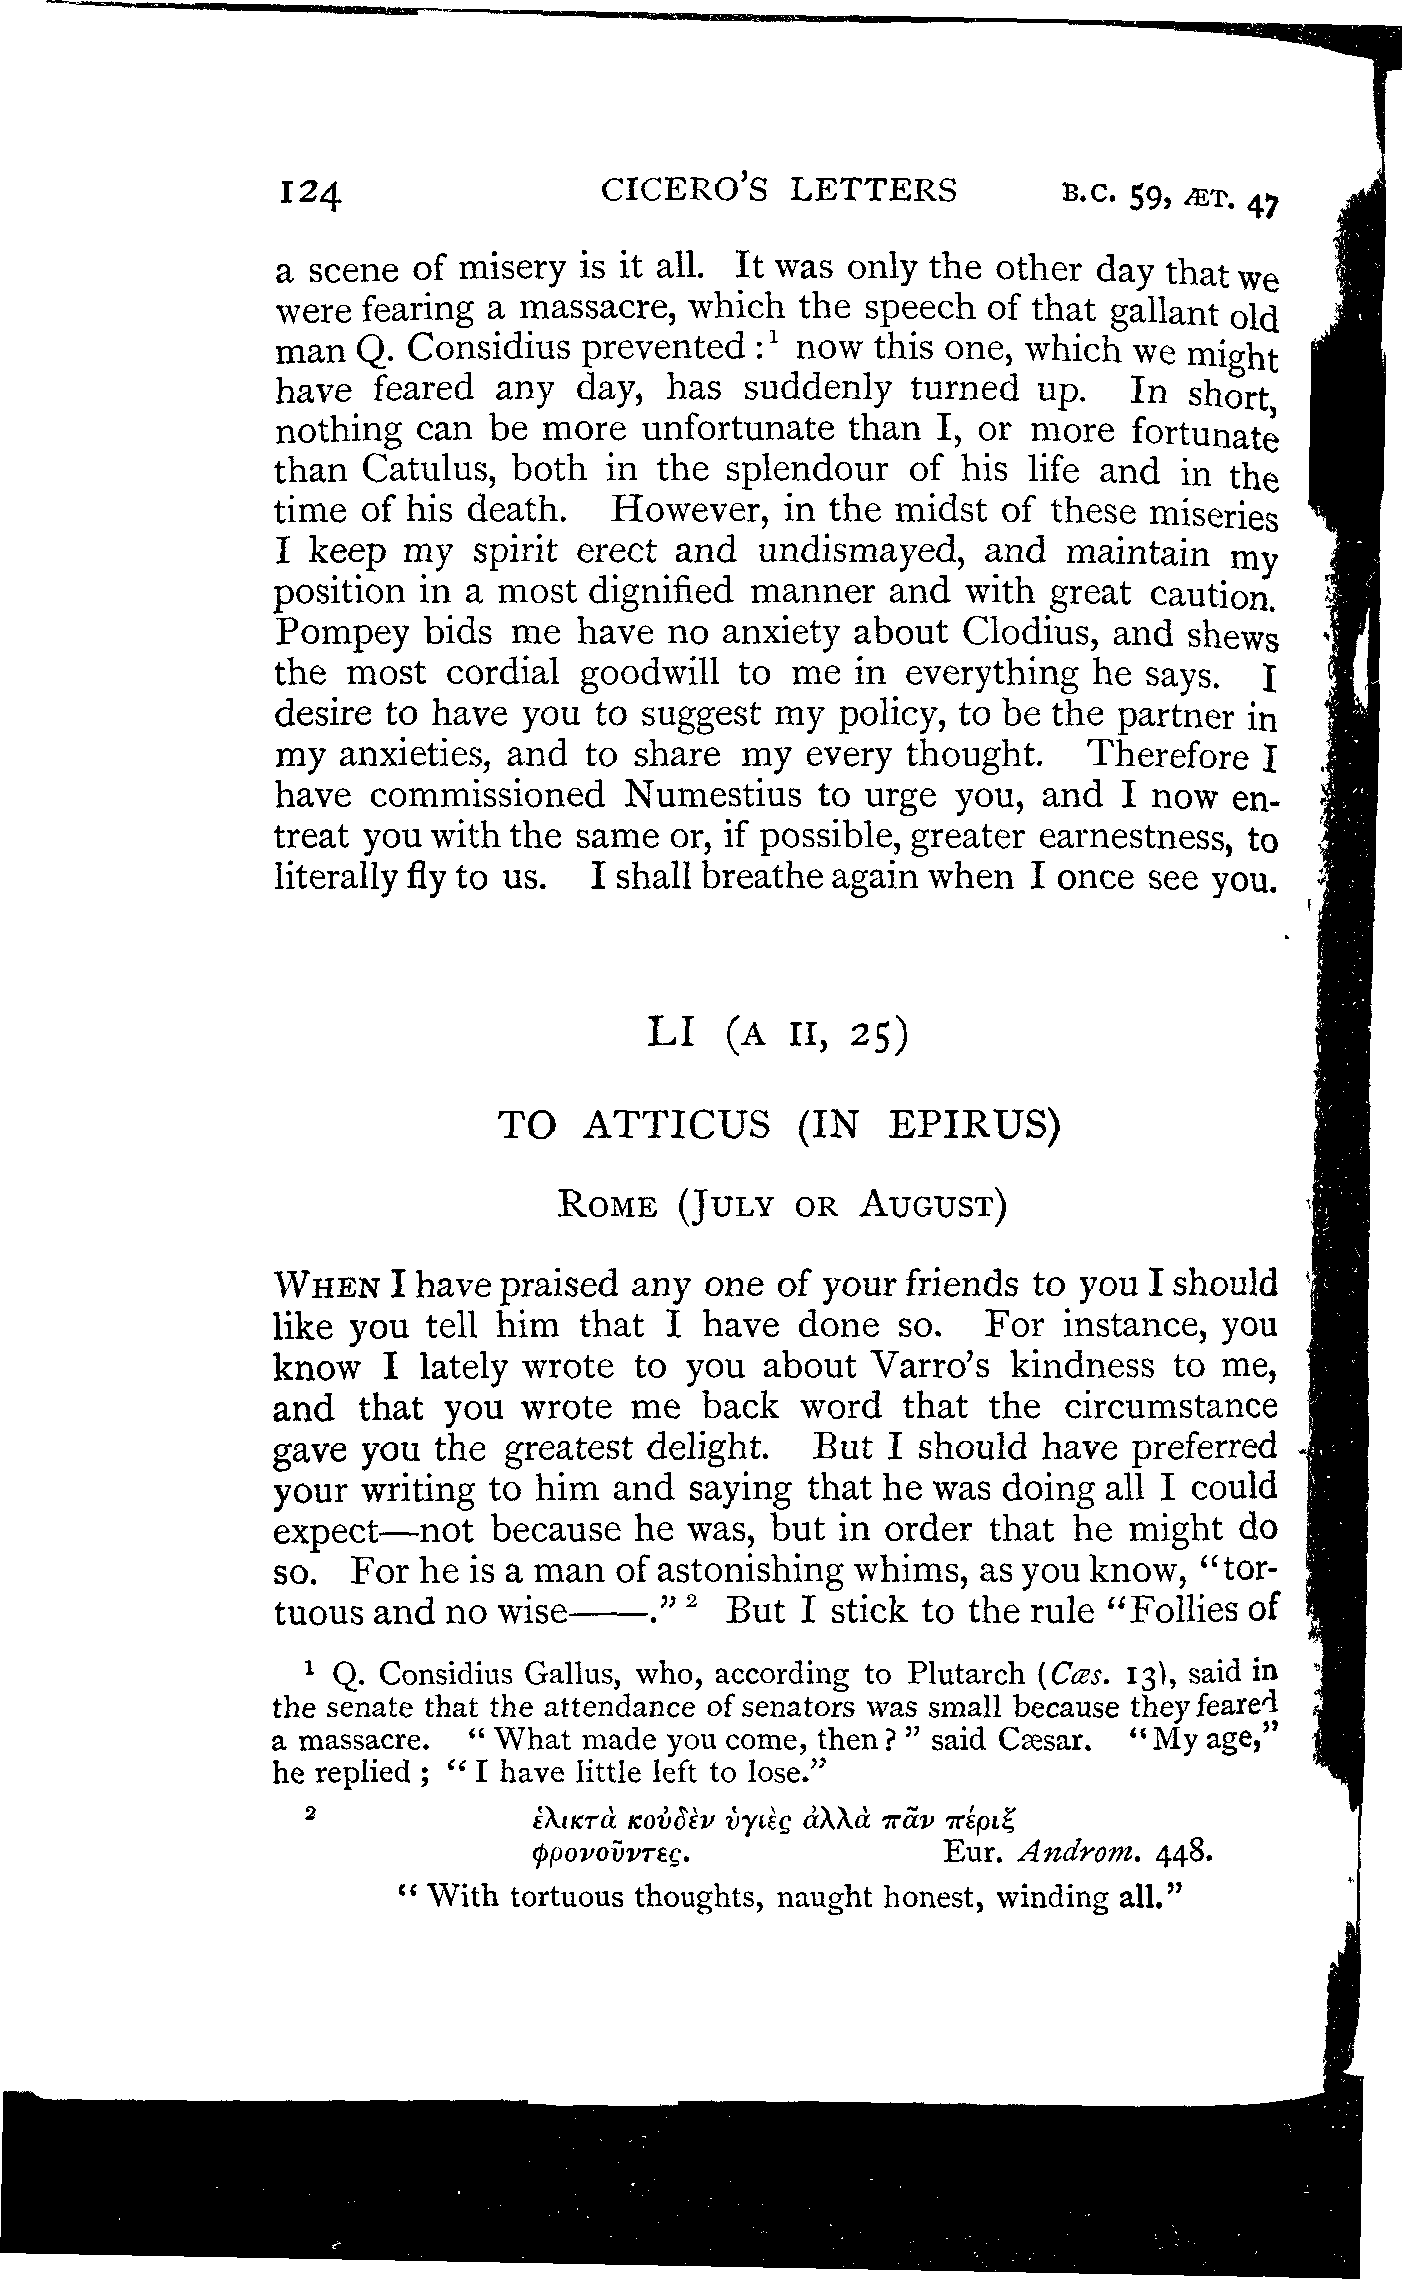 124 CICERO'S LETTERS B.C. 59, ÆT. 47
a scene of misery is it all. It was only the other day that we
were fearing a massacre, which the speech of that gallant old
man Q. Considius prevented :¹ now this one, which we might
have feared any day, has suddenly turned up. In short,
nothing can be more unfortunate than I, or more fortunate
than Catulus, both in the splendour of his life and in the
time of his death. However, in the midst of these miseries
I keep my spirit erect and undismayed, and maintain my
position in a most dignified manner and with great caution.
Pompey bids me have no anxiety about Clodius, and shews
the most cordial goodwill to me in everything he says. I
desire to have you to suggest my policy, to be the partner in
my anxieties, and to share my every thought. Therefore I
have commissioned Numestius to urge you, and I now en-
treat you with the same or, if possible, greater earnestness, to
literally fly to us. I shall breathe again when I once see you.
LI (A II, 25)
TO ATTICUS (IN EPIRUS)
ROME (JULY OR AUGUST)
WHEN I have praised any one of your friends to you I should
like you tell him that I have done so. For instance, you
know I lately wrote to you about Varro's kindness to me,
and that you wrote me back word that the circumstance
gave you the greatest delight. But I should have preferred
your writing to him and saying that he was doing all I could
expect—not because he was, but in order that he might do
so. For he is a man of astonishing whims, as you know, "tor-
tuous and no wise——." ² But I stick to the rule "Follies of
¹ Q. Considius Gallus, who, according to Plutarch (Cæs. 13), said in
the senate that the attendance of senators was small because they feared
a massacre. "What made you come, then?" said Cæsar. "My age,"
he replied ; "I have little left to lose."
² ἑλικτὰ κοὐδὲν ὑγιὲς ἀλλὰ πᾶν πέριξ
φρονοῦντες. Eur. Androm. 448.
"With tortuous thoughts, naught honest, winding all."